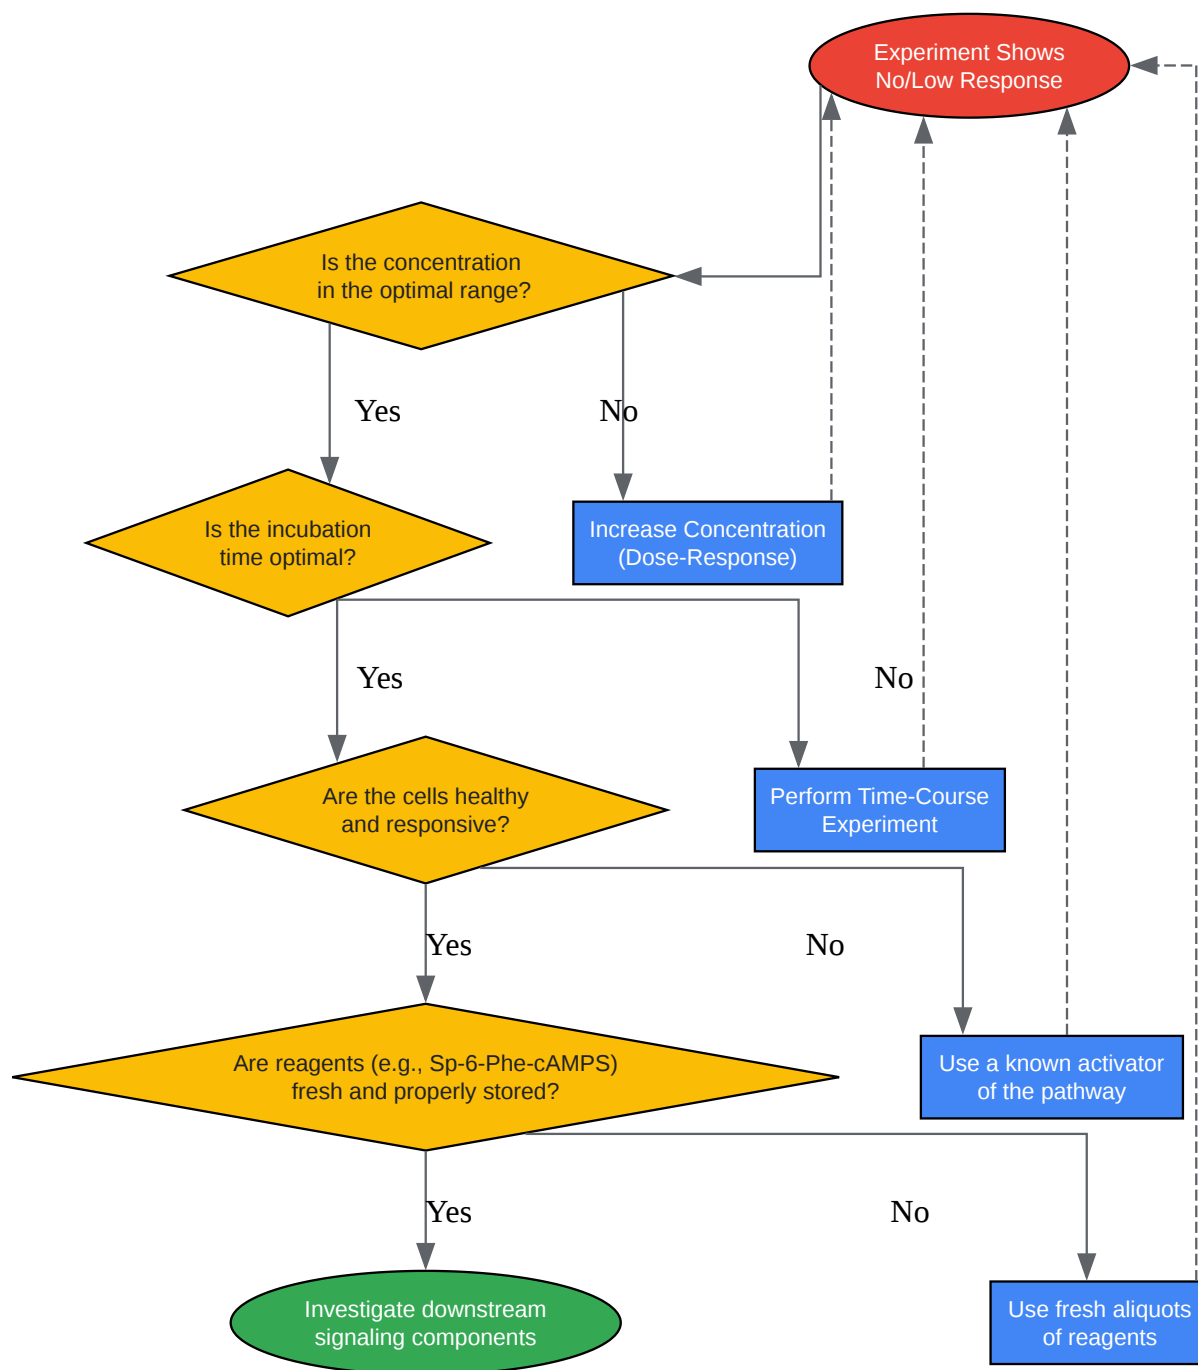 Experiment Shows
No/Low Response
Is the concentration
in the optimal range?
Yes
No
Is the incubation
time optimal?
Increase Concentration
(Dose-Response)
Yes
No
Are the cells healthy
and responsive?
Perform Time-Course
Experiment
Yes
No
Are reagents (e.g., Sp-6-Phe-cAMPS)
fresh and properly stored?
Use a known activator
of the pathway
Yes
No
Investigate downstream
signaling components
Use fresh aliquots
of reagents